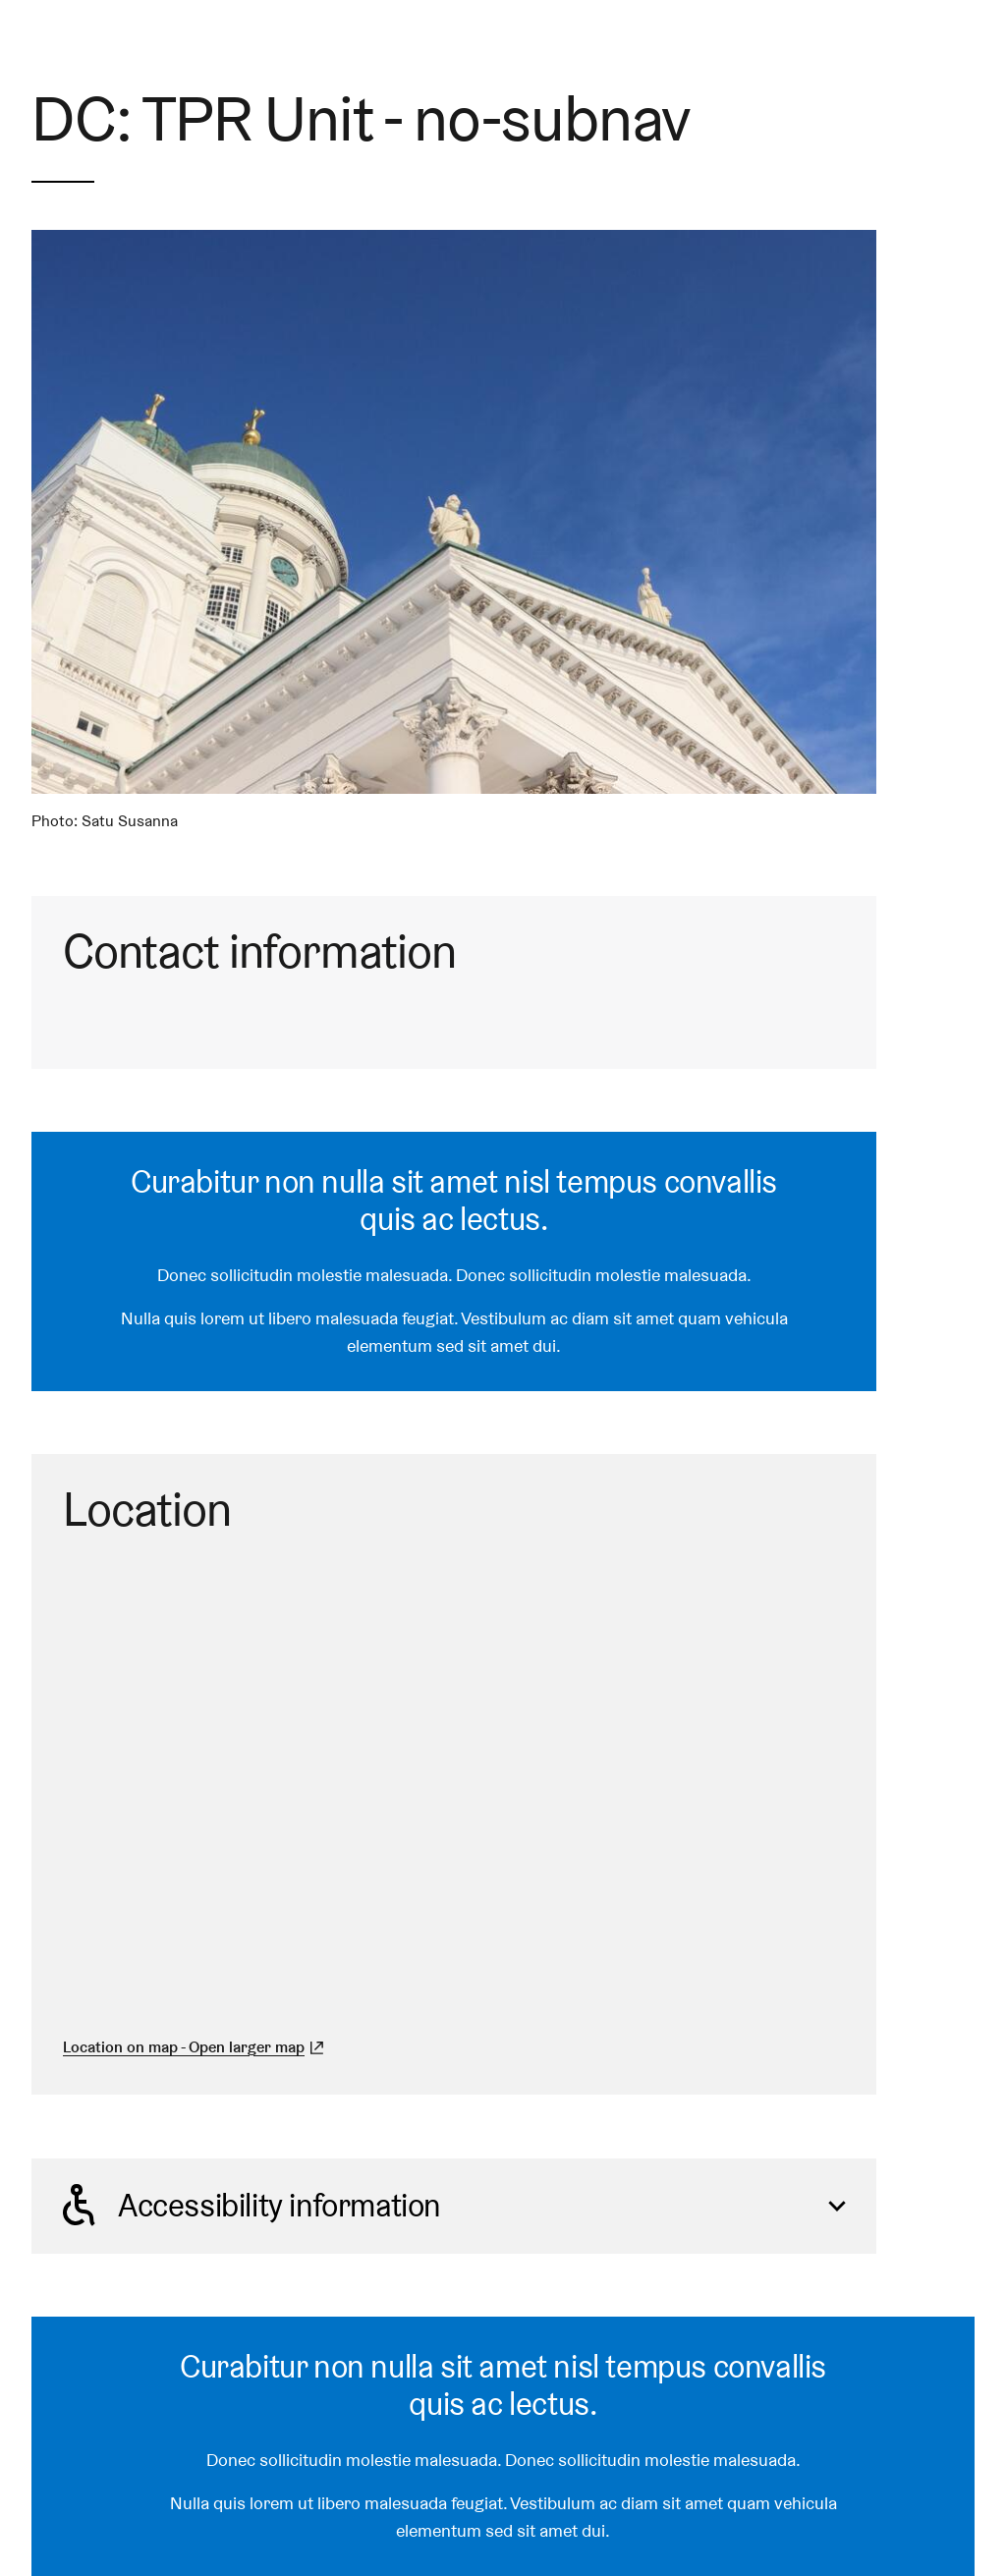 DC: TPR Unit - no-subnav
Photo: Satu Susanna
Contact information
Curabitur non nulla sit amet nisl tempus convallis
quis ac lectus.
Donec sollicitudin molestie malesuada. Donec sollicitudin molestie malesuada.
Nulla quis lorem ut libero malesuada feugiat. Vestibulum ac diam sit amet quam vehicula
elementum sed sit amet dui.
Location
Location on map - Open larger map
Accessibility information
Curabitur non nulla sit amet nisl tempus convallis
quis ac lectus.
Donec sollicitudin molestie malesuada. Donec sollicitudin molestie malesuada.
Nulla quis lorem ut libero malesuada feugiat. Vestibulum ac diam sit amet quam vehicula
elementum sed sit amet dui.